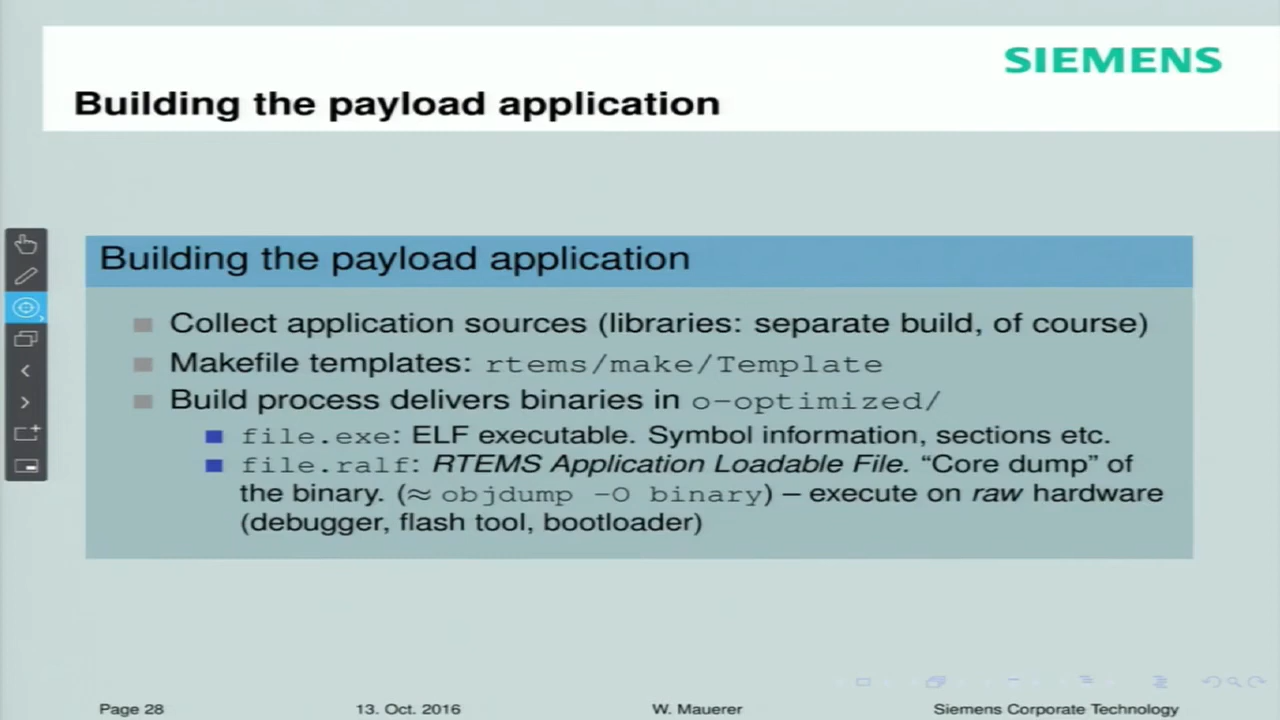 SIEMENS
Building the payload application
Building the payload application
Collect application sources (libraries: separate build, of course)
Makefile templates: rtems/make/Template
Build process delivers binaries in o-optimized/
file.exe: ELF executable. Symbol information, sections etc.
file.ralf: RTEMS Application Loadable File. “Core dump” of
the binary. (≈ objdump -O binary) – execute on raw hardware
(debugger, flash tool, bootloader)
Page 28 13. Oct. 2016 W. Mauerer Siemens Corporate Technology